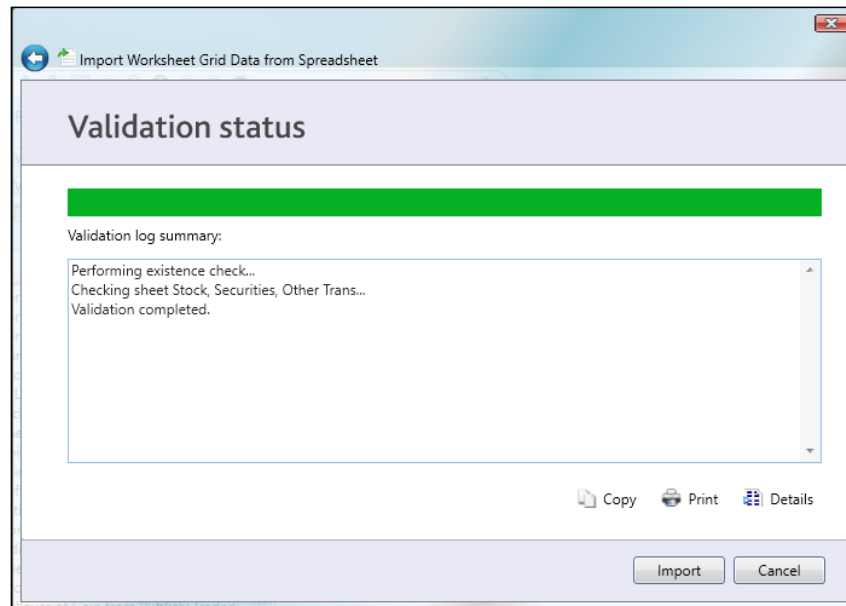 Import Worksheet Grid Data from Spreadsheet
Validation status
Validation log summary:
Performing existence check...
Checking sheet Stock, Securities, Other Trans...
Validation completed.
Copy Print Details
Import Cancel